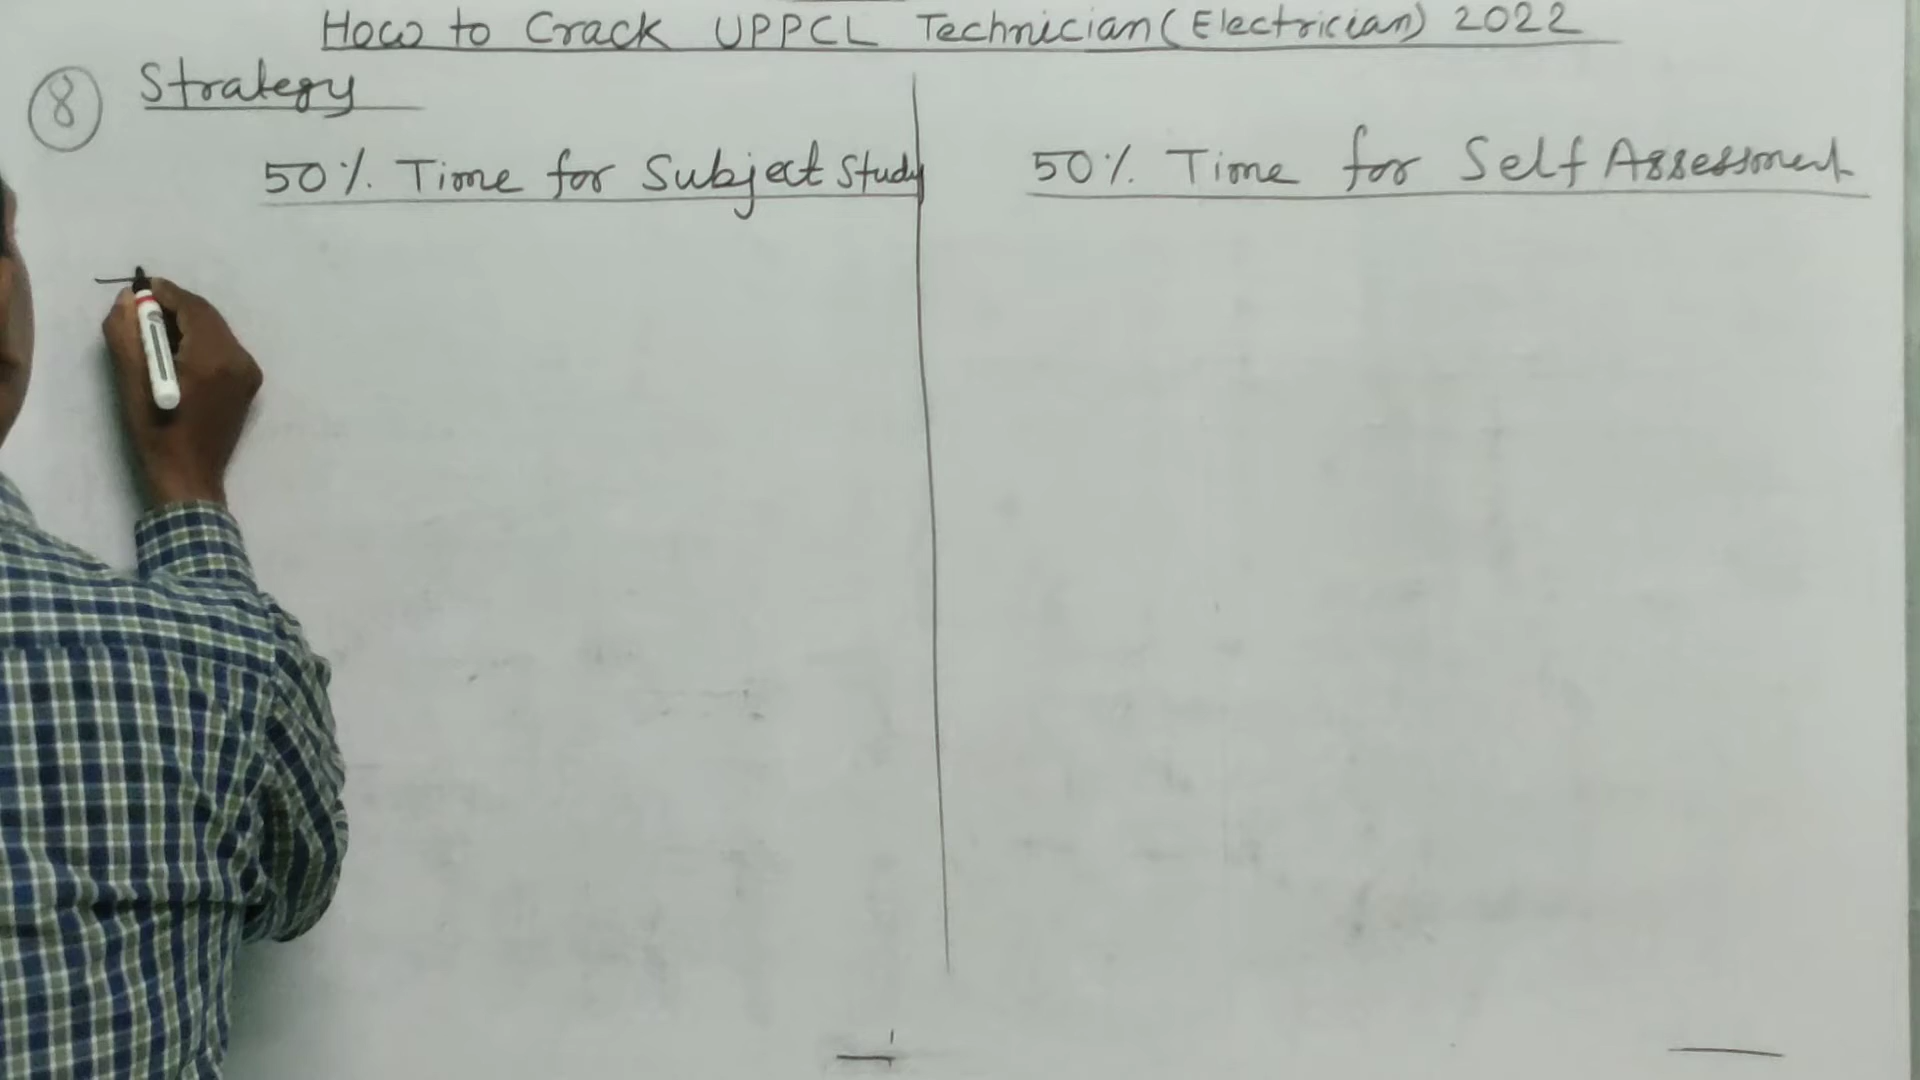 How to Crack UPPCL Technician (Electrician) 2022
8 Strategy
50% Time for Subject Study
50% Time for Self Assessment